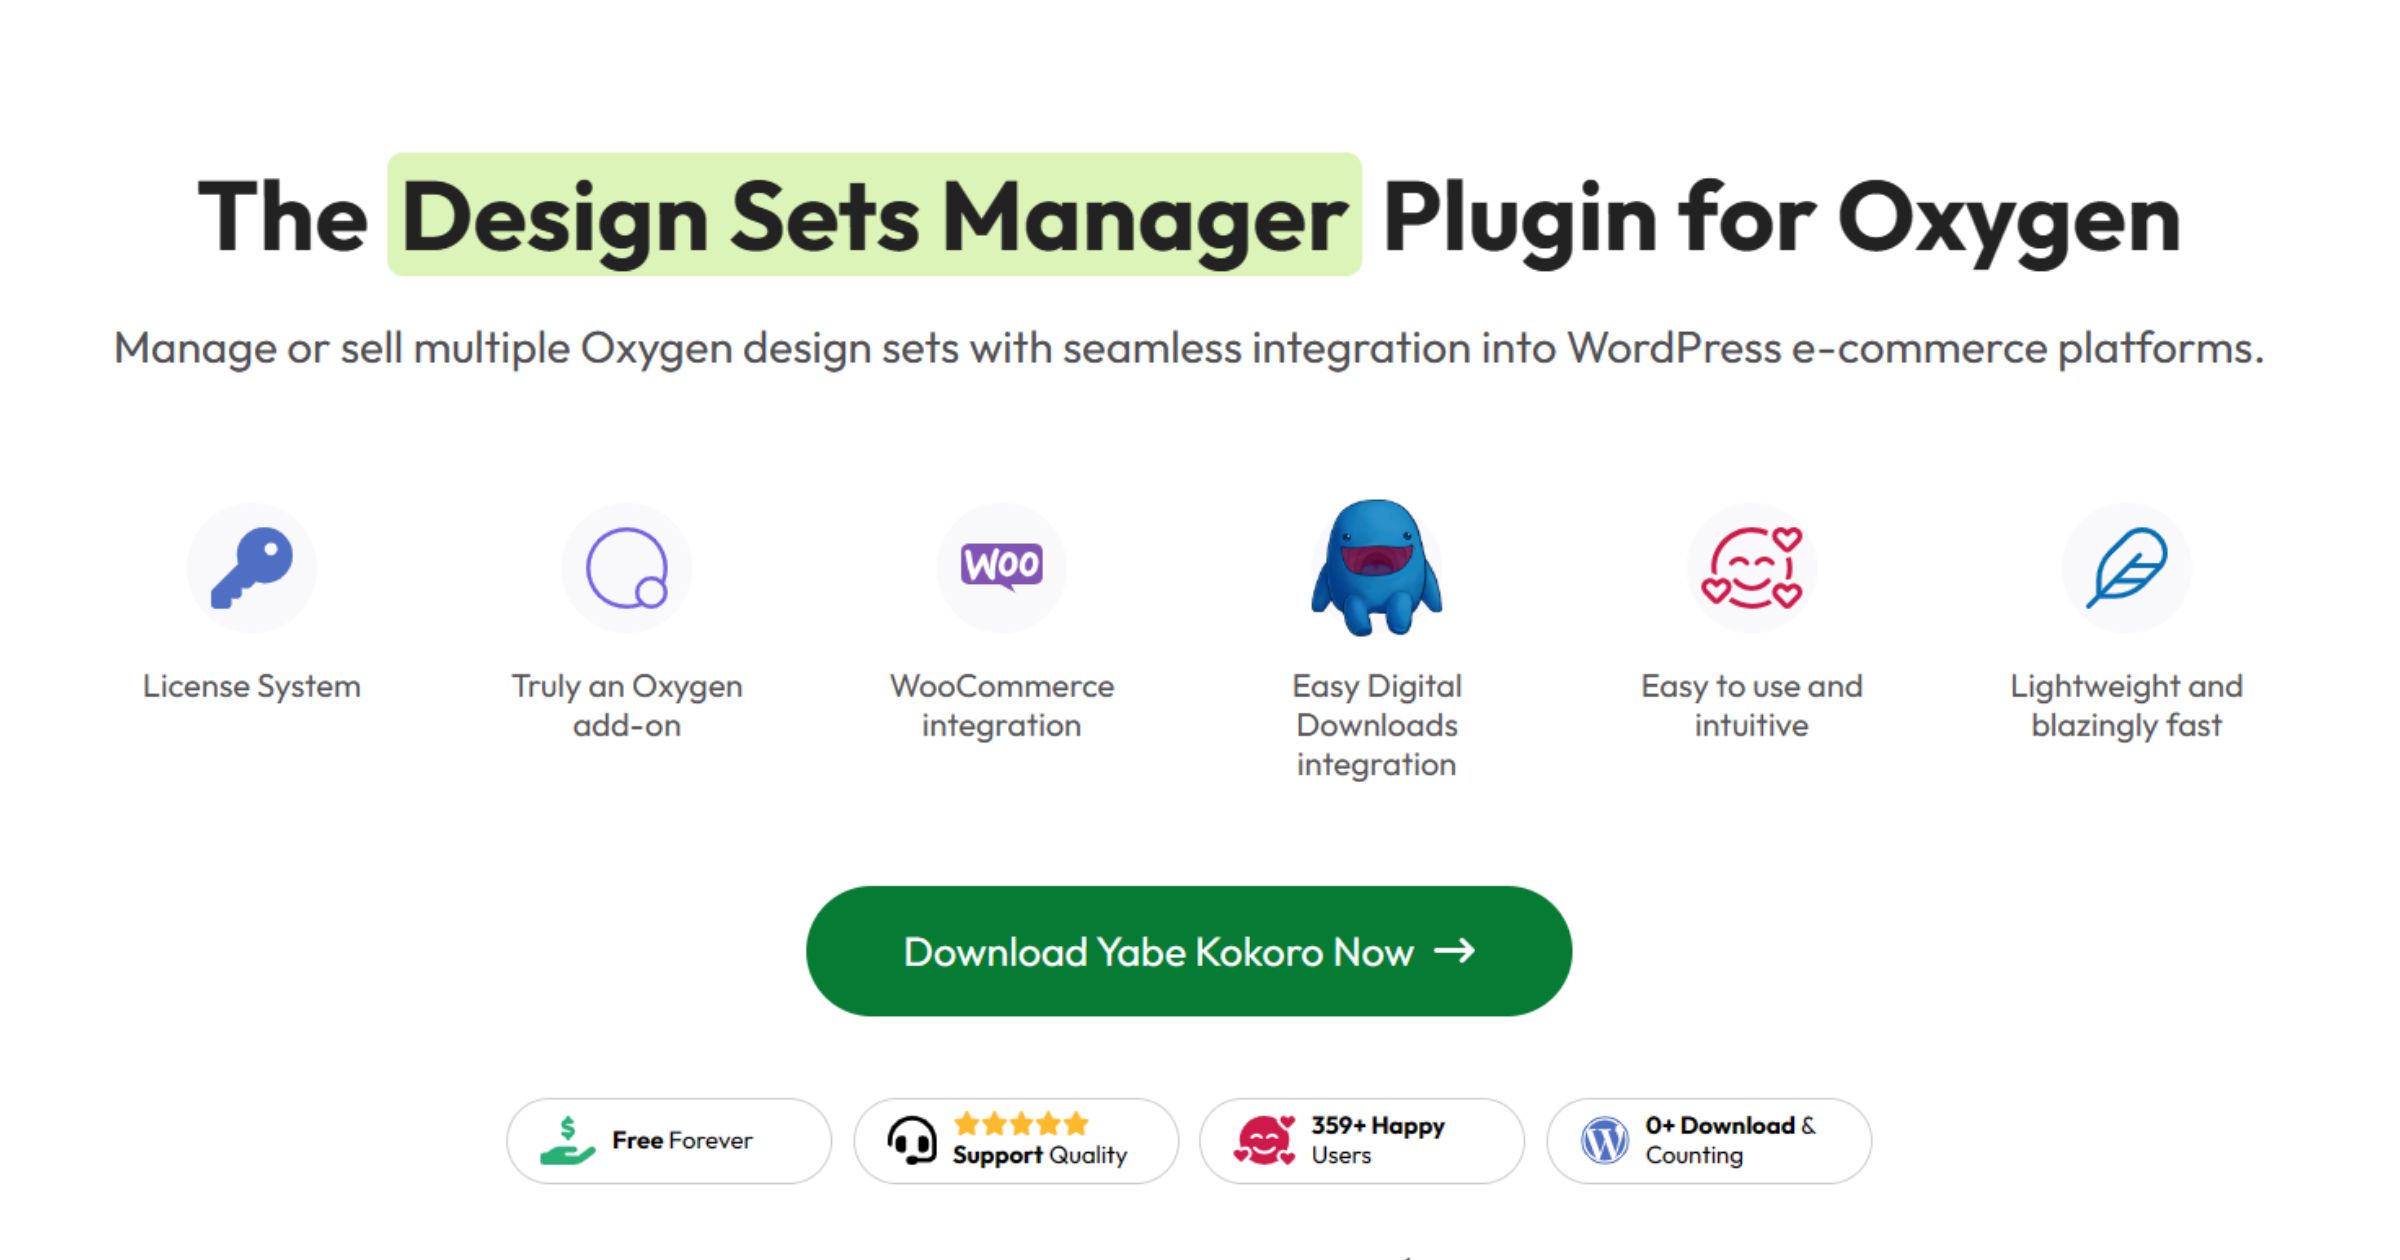 The Design Sets Manager Plugin for Oxygen
Manage or sell multiple Oxygen design sets with seamless integration into WordPress e-commerce platforms.
WOO
License System
Truly an Oxygen
add-on
WooCommerce
integration
Easy Digital
Downloads
integration
Easy to use and
intuitive
Lightweight and
blazingly fast
Download Yabe Kokoro Now →
Free Forever
Support Quality
359+ Happy
Users
0+ Download &
Counting